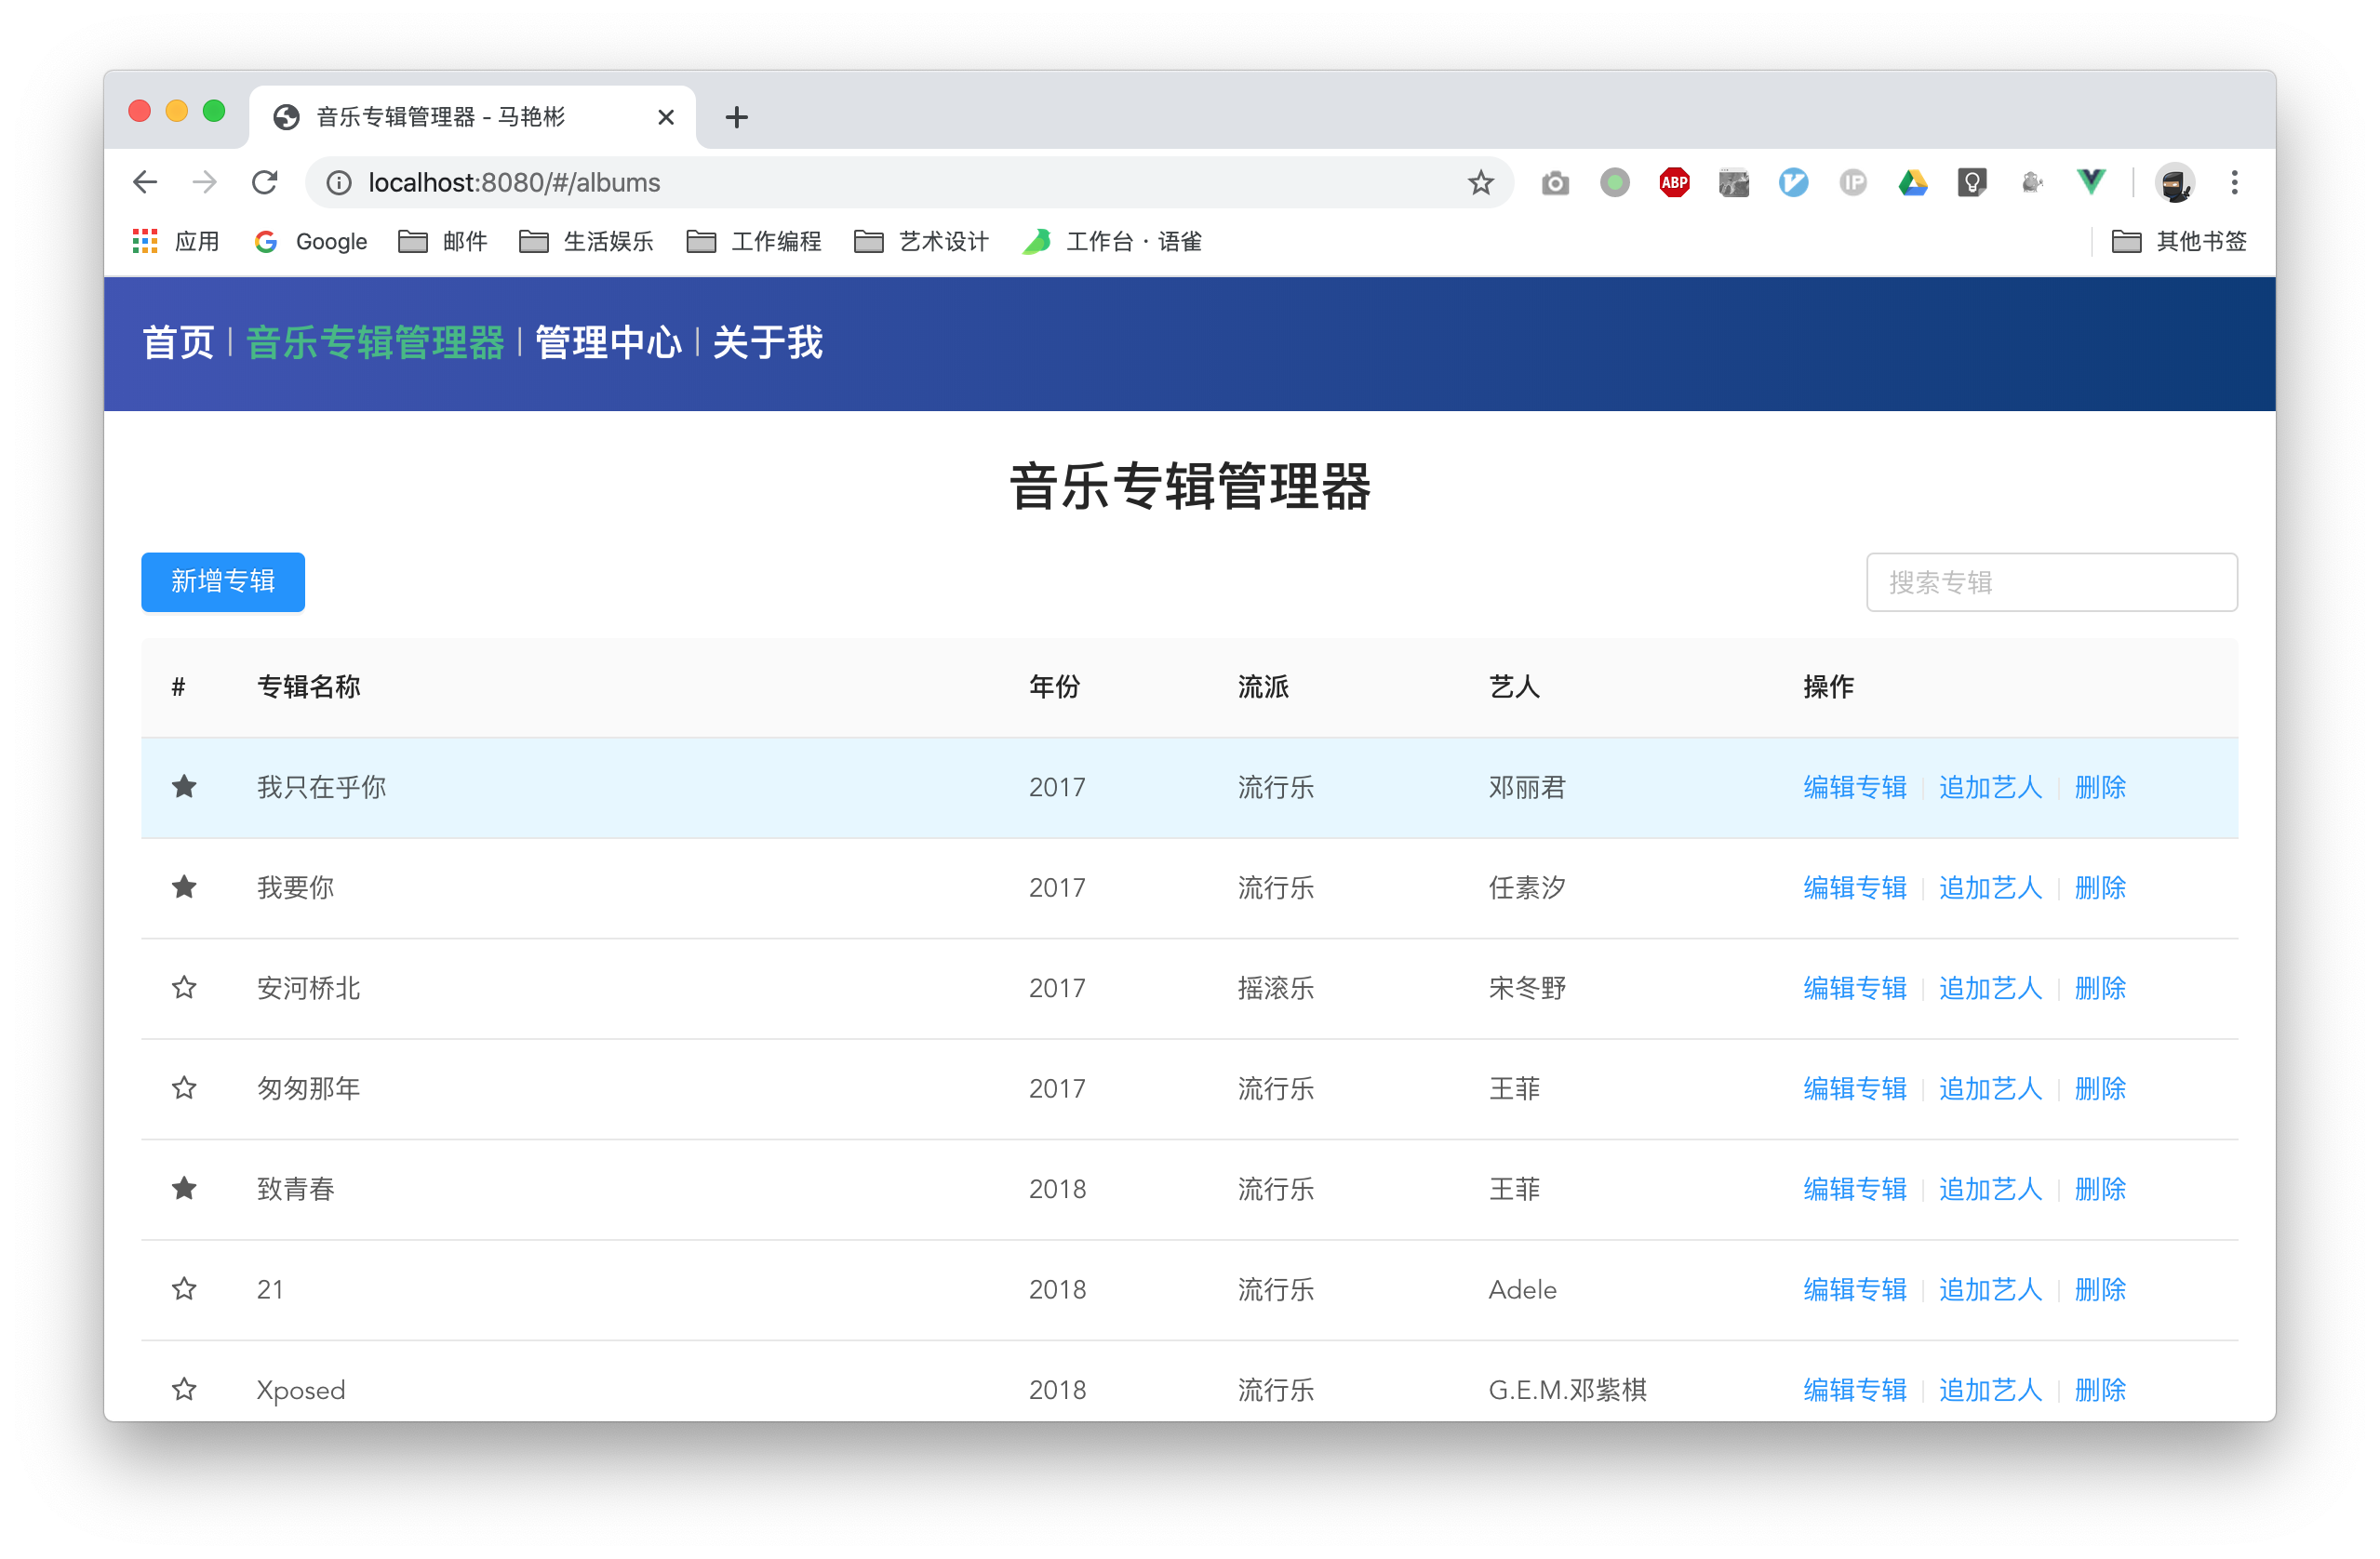 音乐专辑管理器 - 马艳彬
localhost:8080/#/albums
ABP
IP
应用 Google 邮件 生活娱乐 工作编程 艺术设计 工作台 · 语雀 其他书签
首页 | 音乐专辑管理器 | 管理中心 | 关于我
音乐专辑管理器
新增专辑 搜索专辑
# 专辑名称 年份 流派 艺人 操作
我只在乎你 2017 流行乐 邓丽君 编辑专辑 追加艺人 删除
我要你 2017 流行乐 任素汐 编辑专辑 追加艺人 删除
安河桥北 2017 摇滚乐 宋冬野 编辑专辑 追加艺人 删除
匆匆那年 2017 流行乐 王菲 编辑专辑 追加艺人 删除
致青春 2018 流行乐 王菲 编辑专辑 追加艺人 删除
21 2018 流行乐 Adele 编辑专辑 追加艺人 删除
Xposed 2018 流行乐 G.E.M.邓紫棋 编辑专辑 追加艺人 删除